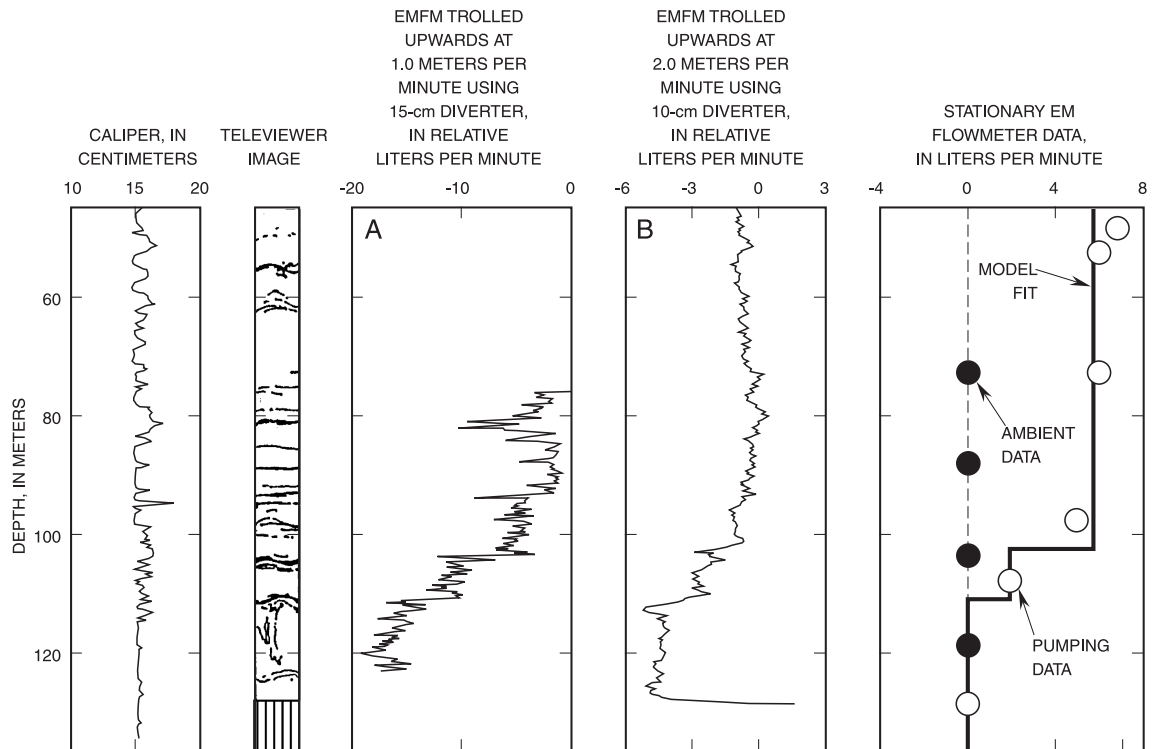 CALIPER, IN
CENTIMETERS
10 15 20
TELEVIEWER
IMAGE
EMFM TROLLED
UPWARDS AT
1.0 METERS PER
MINUTE USING
15-cm DIVERTER,
IN RELATIVE
LITERS PER MINUTE
-20 -10 0
EMFM TROLLED
UPWARDS AT
2.0 METERS PER
MINUTE USING
10-cm DIVERTER,
IN RELATIVE
LITERS PER MINUTE
-6 -3 0 3
STATIONARY EM
FLOWMETER DATA,
IN LITERS PER MINUTE
-4 0 4 8
DEPTH, IN METERS
60
80
100
120
A
B
MODEL
FIT
AMBIENT
DATA
PUMPING
DATA